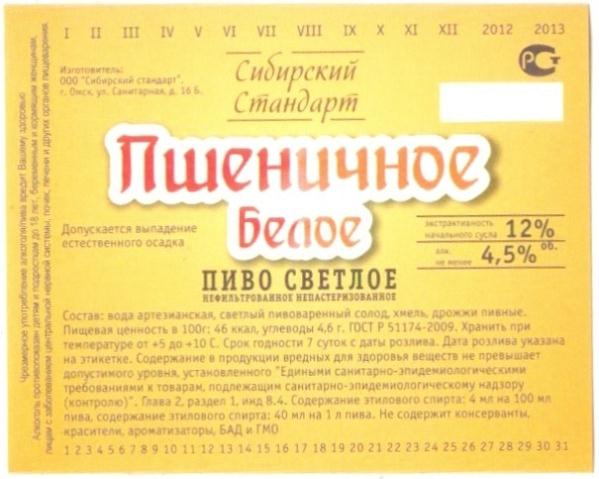 I II III IV V VI VII VIII IX X XI XII 2012 2013
Изготовитель:
ООО "Сибирский стандарт".
г. Омск, ул. Санитарная, д. 16 Б.
Сибирский
Стандарт
РСТ
Пшеничное
Белое
Допускается выпадение
естественного осадка
экстрактивность
начального сусла 12%
алк.
не менее 4,5% об.
ПИВО СВЕТЛОЕ
НЕФИЛЬТРОВАННОЕ НЕПАСТЕРИЗОВАННОЕ
Состав: вода артезианская, светлый пивоваренный солод, хмель, дрожжи пивные.
Пищевая ценность в 100г: 46 ккал, углеводы 4,6 г. ГОСТ Р 51174-2009. Хранить при
температуре от +5 до +10 С. Срок годности 7 суток с даты розлива. Дата розлива указана
на этикетке. Содержание в продукции вредных для здоровья веществ не превышает
допустимого уровня, установленного "Едиными санитарно-эпидемиологическими
требованиями к товарам, подлежащим санитарно-эпидемиологическому надзору
(контролю)". Глава 2, раздел 1, инд 8.4. Содержание этилового спирта: 4 мл на 100 мл
пива, содержание этилового спирта: 40 мл на 1 л пива. Не содержит консерванты,
красители, ароматизаторы, БАД и ГМО
1 2 3 4 5 6 7 8 9 10 11 12 13 14 15 16 17 18 19 20 21 22 23 24 25 26 27 28 29 30 31
Чрезмерное употребление алкоголя вредит Вашему здоровью
Алкоголь противопоказан детям и подросткам до 18 лет, беременным и кормящим женщинам,
лицам с заболеванием центральной нервной системы, почек, печени и других органов пищеварения.